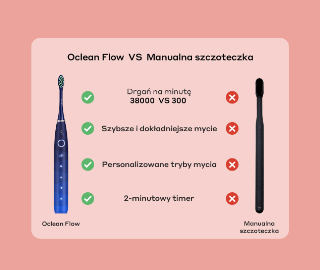 Oclean Flow VS Manualna szczoteczka
Drgań na minutę
38000 VS 300
Szybsze i dokładniejsze mycie
Personalizowane tryby mycia
2-minutowy timer
Oclean Flow
Manualna
szczoteczka